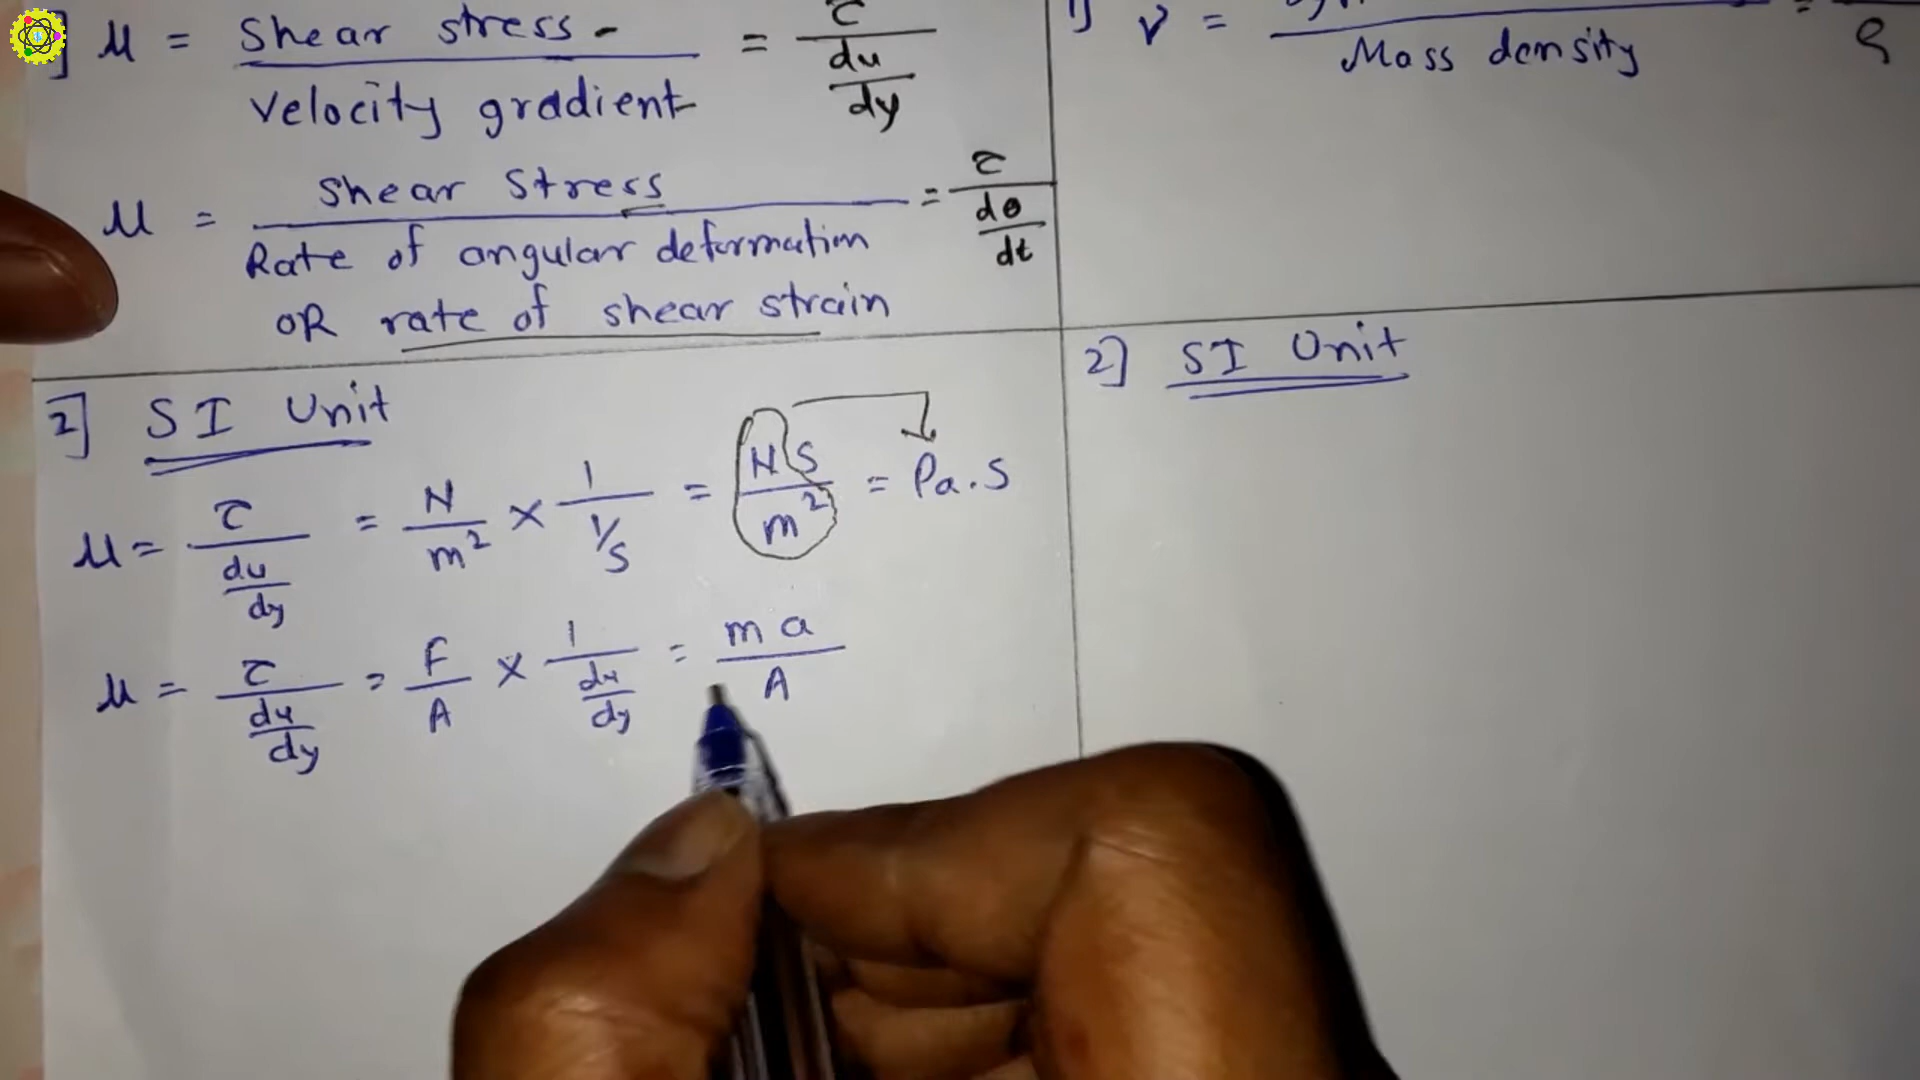 1] μ = Shear stress / Velocity gradient = τ / (du/dy)
μ = Shear Stress / Rate of angular deformation = τ / (dθ/dt)
OR rate of shear strain
2] SI Unit
μ = τ / (du/dy) = N/m² × 1/(1/s) = N S / m² = Pa.S
μ = τ / (du/dy) = F/A × 1/(du/dy) = m a / A
1) ν = / Mass density = / ρ
2] SI Unit